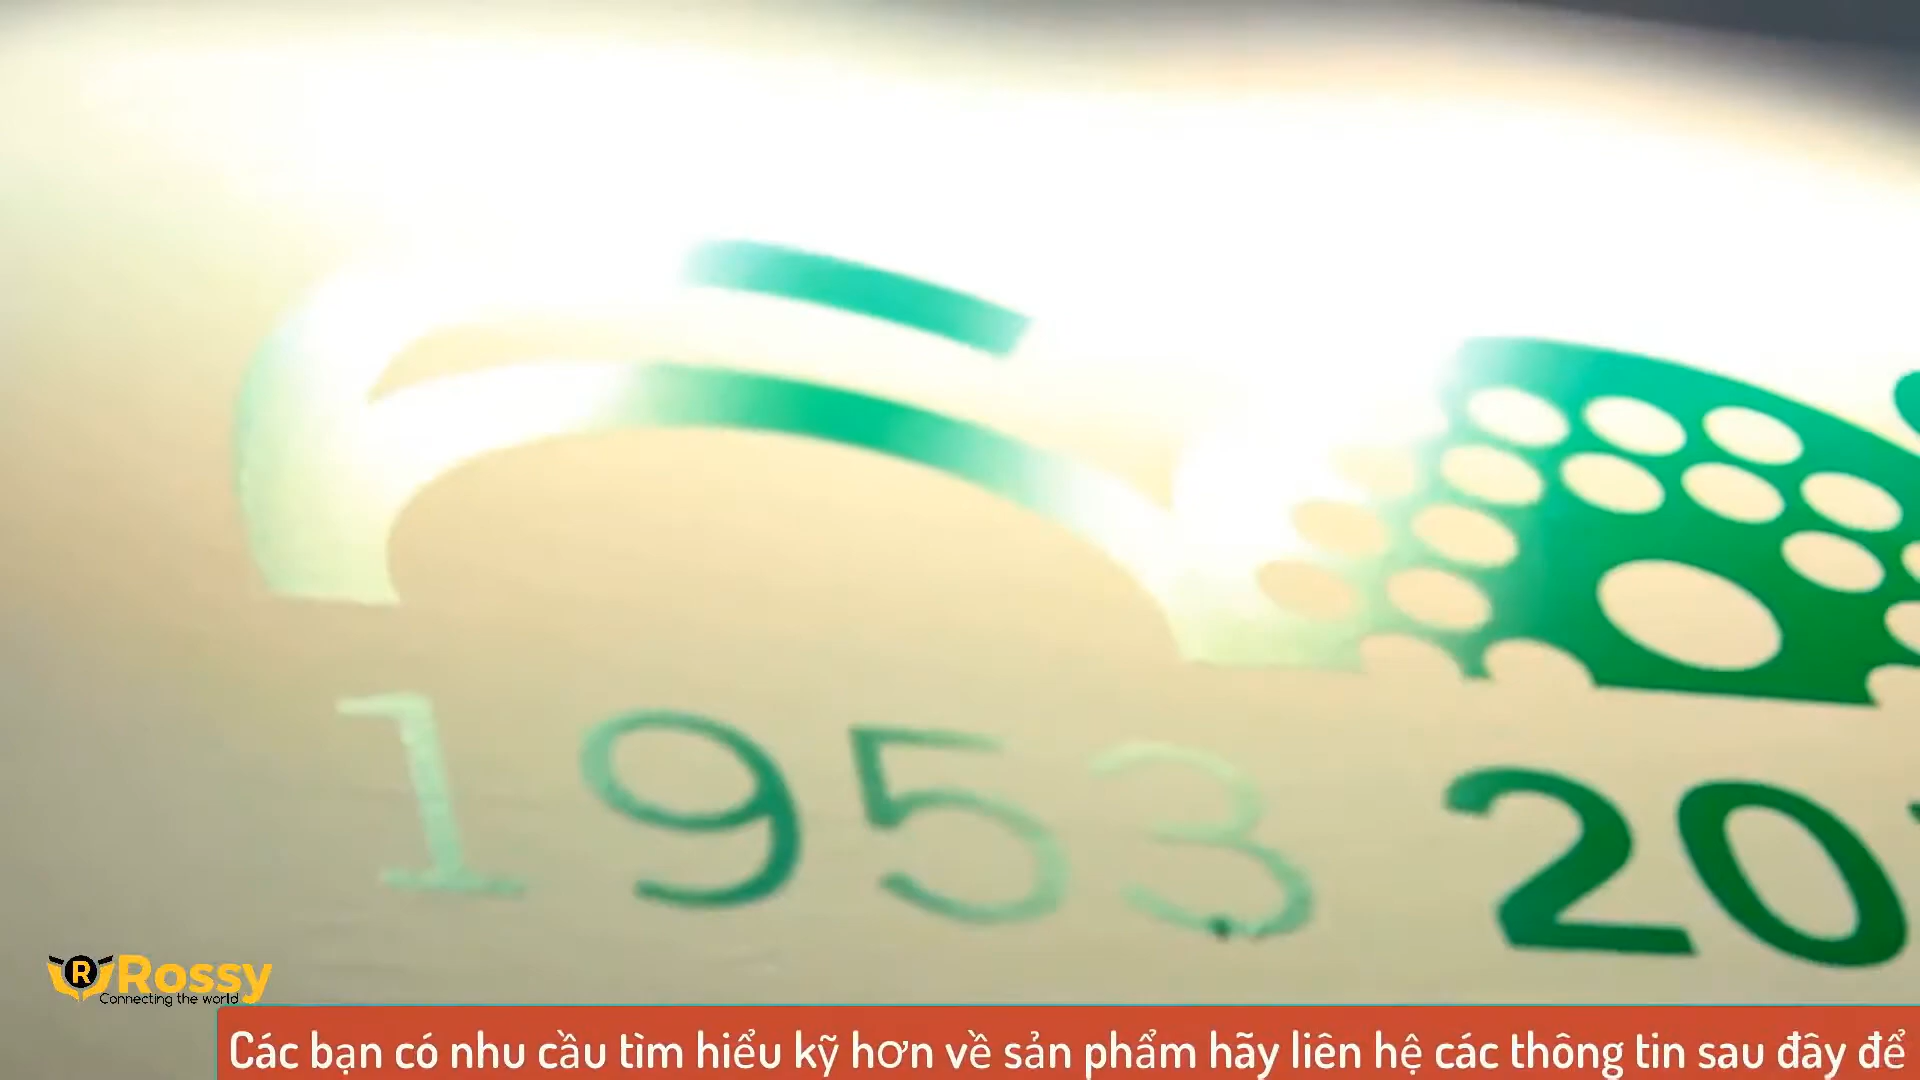 1953 20
Rossy
Connecting the world
Các bạn có nhu cầu tìm hiểu kỹ hơn về sản phẩm hãy liên hệ các thông tin sau đây để